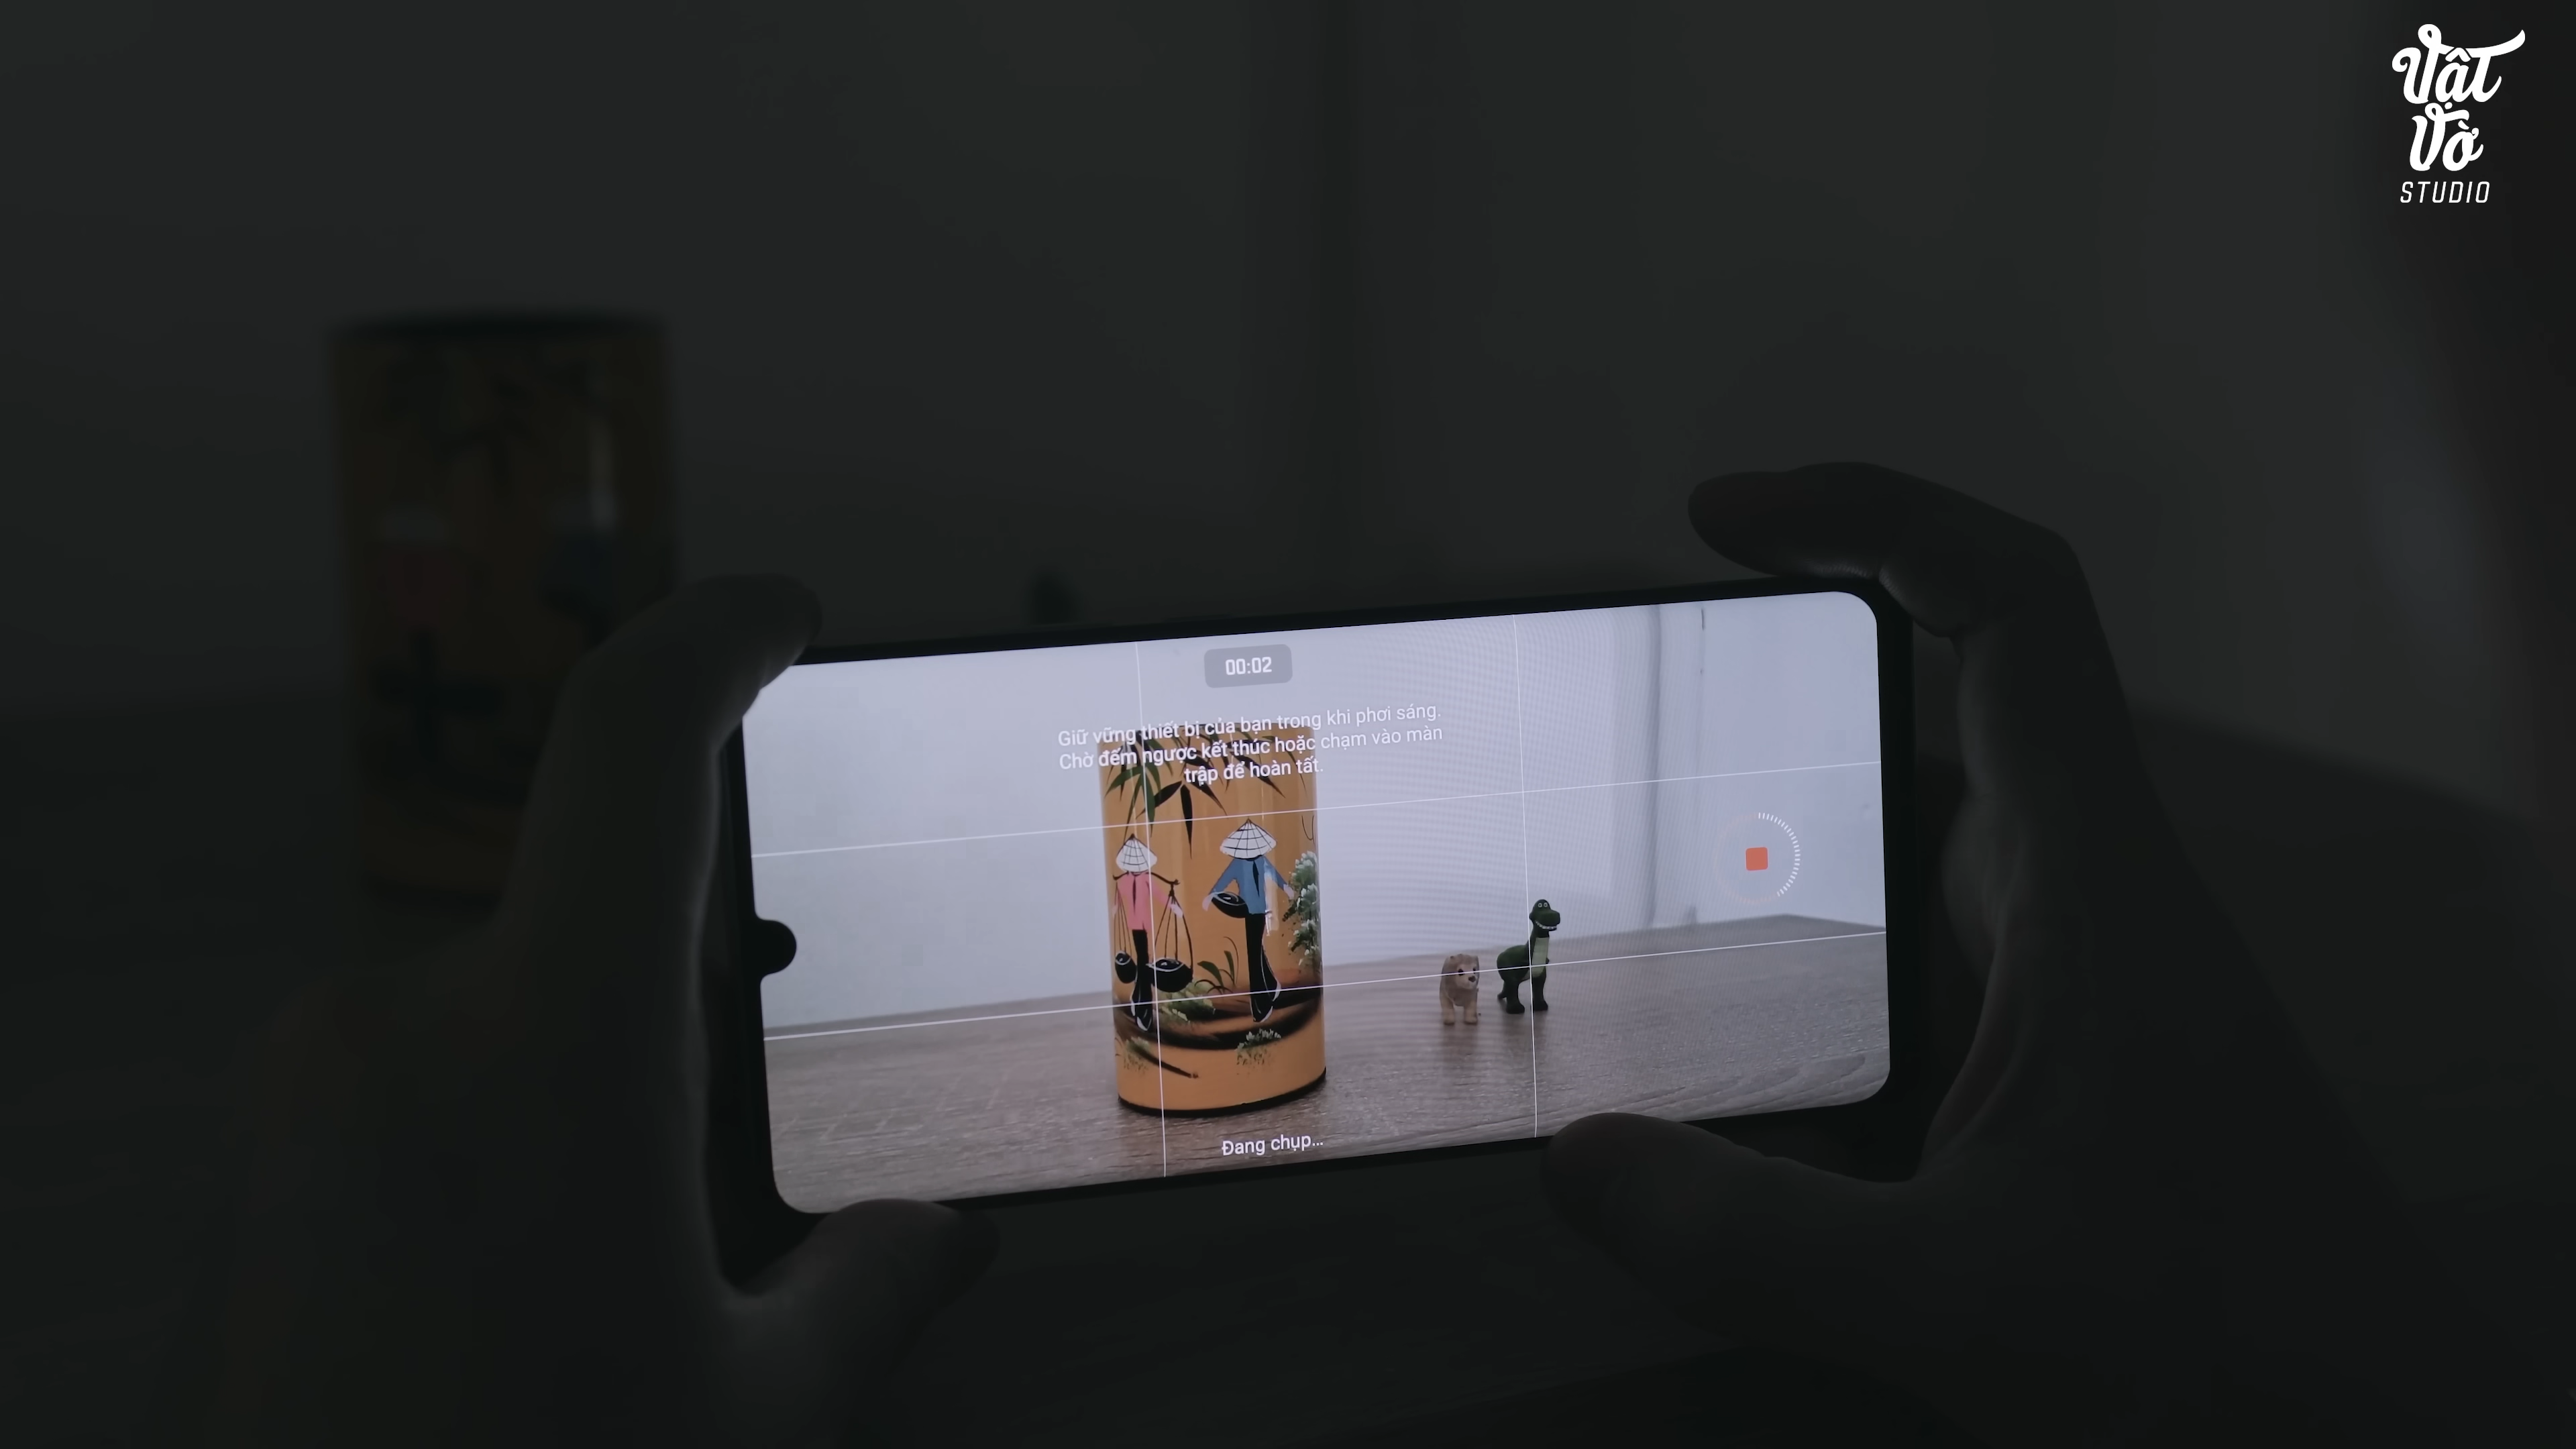 Vật
Vờ
STUDIO
00:02
Giữ vững thiết bị của bạn trong khi phơi sáng.
Chờ đếm ngược kết thúc hoặc chạm vào màn
trập để hoàn tất.
Đang chụp...